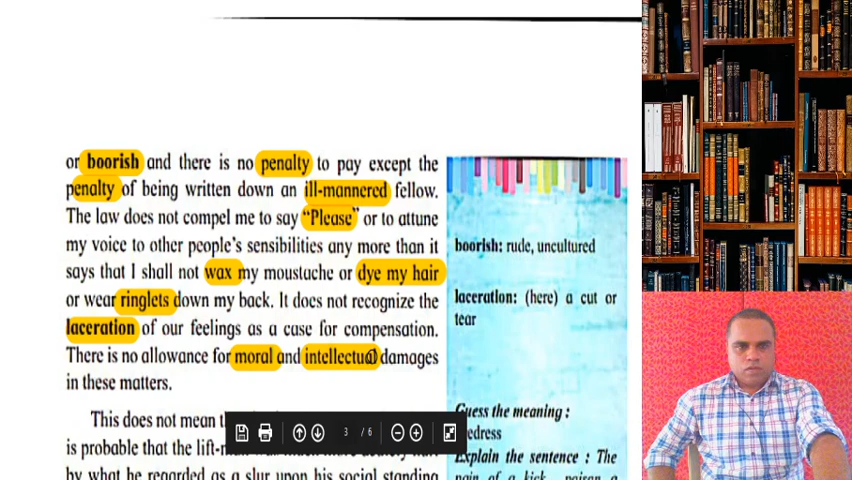 or boorish and there is no penalty to pay except the
penalty of being written down an ill-mannered fellow.
The law does not compel me to say “Please” or to attune
my voice to other people’s sensibilities any more than it
says that I shall not wax my moustache or dye my hair
or wear ringlets down my back. It does not recognize the
laceration of our feelings as a case for compensation.
There is no allowance for moral and intellectual damages
in these matters.
This does not mean
is probable that the lift-
by what he regarded as a slur upon his social standing
boorish: rude, uncultured
laceration: (here) a cut or
tear
Guess the meaning :
redress
Explain the sentence : The
pain of a kick poison a
3 / 6